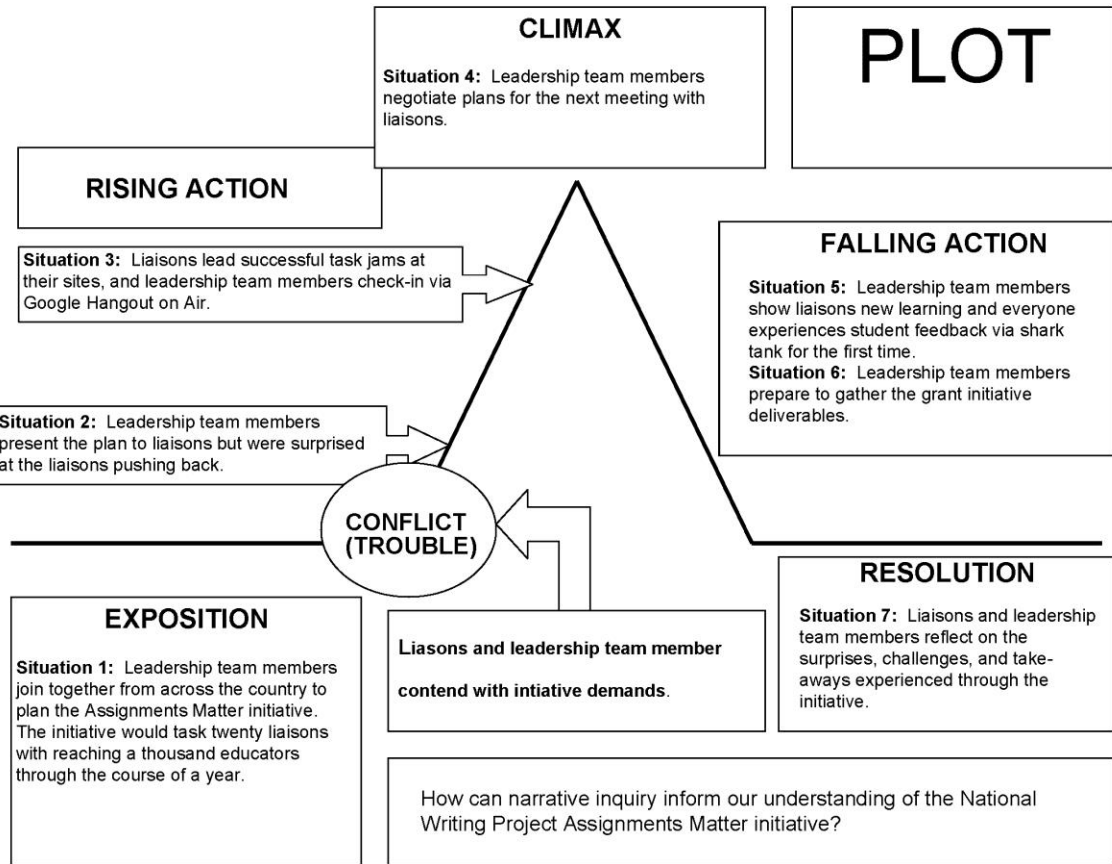 PLOT
CLIMAX
Situation 4: Leadership team members
negotiate plans for the next meeting with
liaisons.
RISING ACTION
Situation 3: Liaisons lead successful task jams at
their sites, and leadership team members check-in via
Google Hangout on Air.
Situation 2: Leadership team members
present the plan to liaisons but were surprised
at the liaisons pushing back.
CONFLICT
(TROUBLE)
FALLING ACTION
Situation 5: Leadership team members
show liaisons new learning and everyone
experiences student feedback via shark
tank for the first time.
Situation 6: Leadership team members
prepare to gather the grant initiative
deliverables.
EXPOSITION
Situation 1: Leadership team members
join together from across the country to
plan the Assignments Matter initiative.
The initiative would task twenty liaisons
with reaching a thousand educators
through the course of a year.
Liasons and leadership team member
contend with intiative demands.
RESOLUTION
Situation 7: Liaisons and leadership
team members reflect on the
surprises, challenges, and take-
aways experienced through the
initiative.
How can narrative inquiry inform our understanding of the National
Writing Project Assignments Matter initiative?